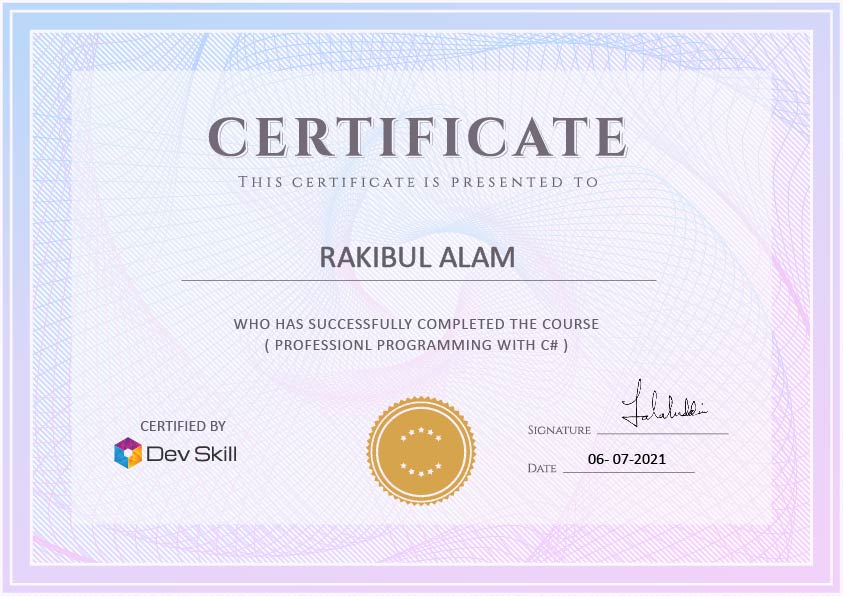 CERTIFICATE
THIS CERTIFICATE IS PRESENTED TO
RAKIBUL ALAM
WHO HAS SUCCESSFULLY COMPLETED THE COURSE
( PROFESSIONL PROGRAMMING WITH C# )
CERTIFIED BY
Dev Skill
Jalaluddin
SIGNATURE
DATE 06- 07-2021